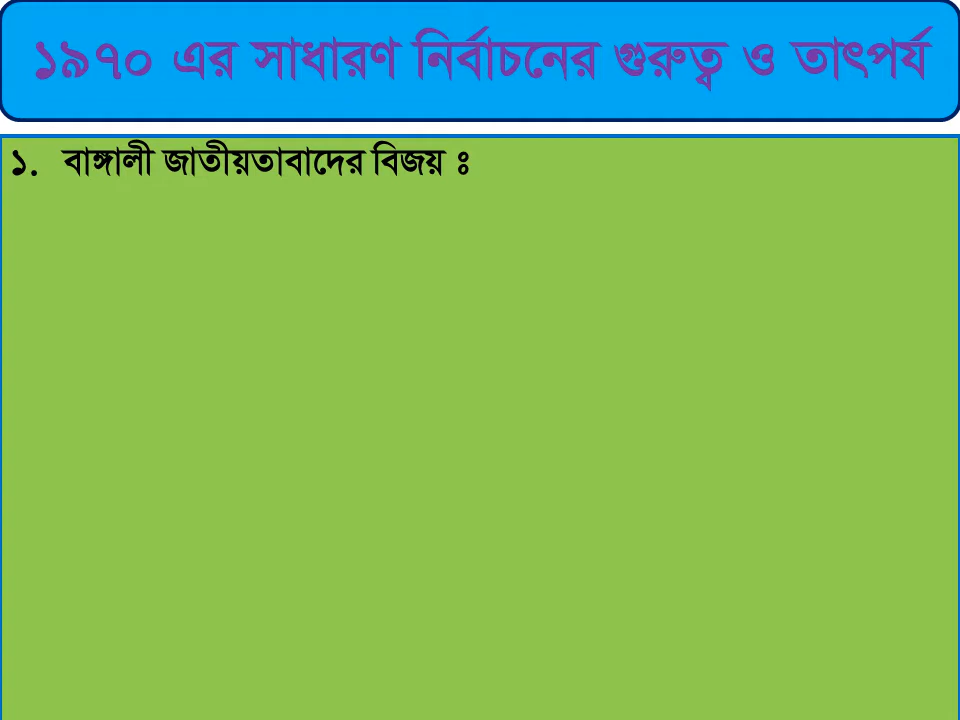 ১৯৭০ এর সাধারণ নির্বাচনের গুরুত্ব ও তাৎপর্য
১. বাঙ্গালী জাতীয়তাবাদের বিজয় ঃ